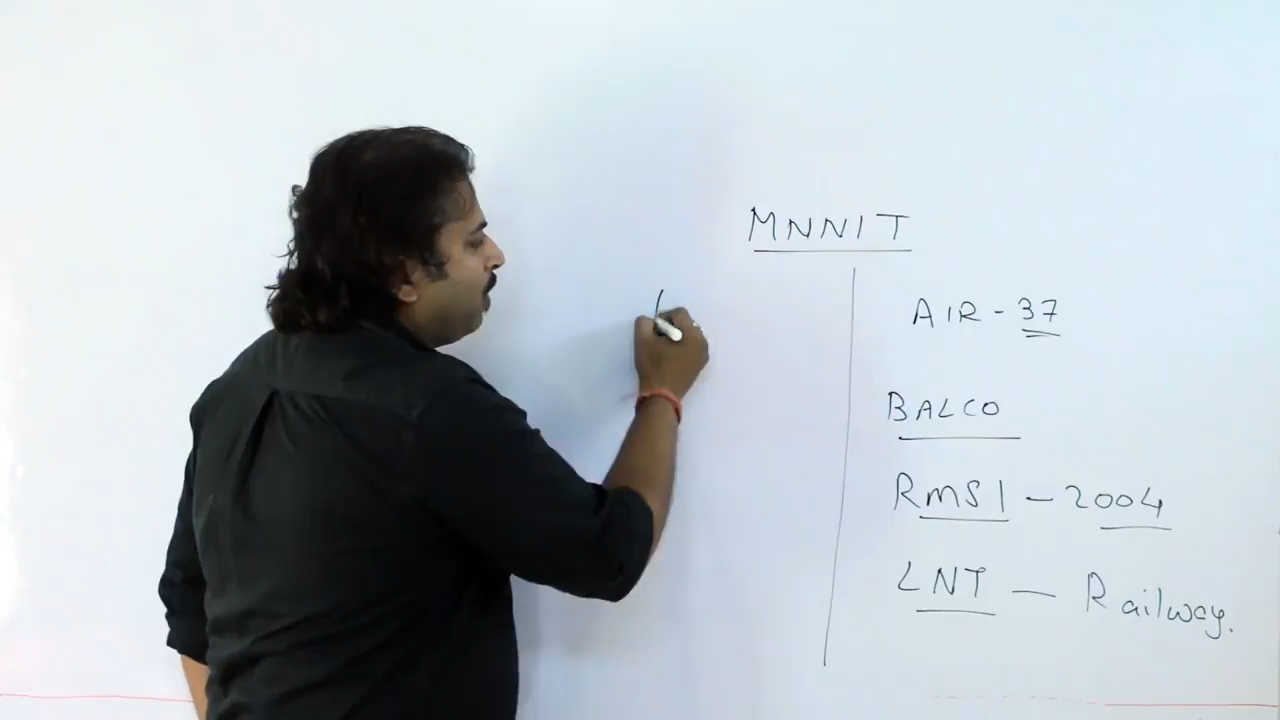 MNNIT
AIR - 37
BALCO
RMSI - 2004
LNT - Railway.